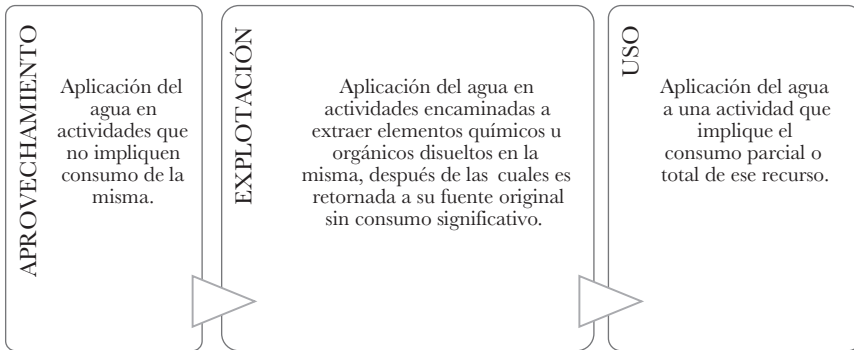 APROVECHAMIENTO
Aplicación del
agua en
actividades que
no impliquen
consumo de la
misma.
EXPLOTACIÓN
Aplicación del agua en
actividades encaminadas a
extraer elementos químicos u
orgánicos disueltos en la
misma, después de las cuales es
retornada a su fuente original
sin consumo significativo.
USO
Aplicación del agua
a una actividad que
implique el
consumo parcial o
total de ese recurso.